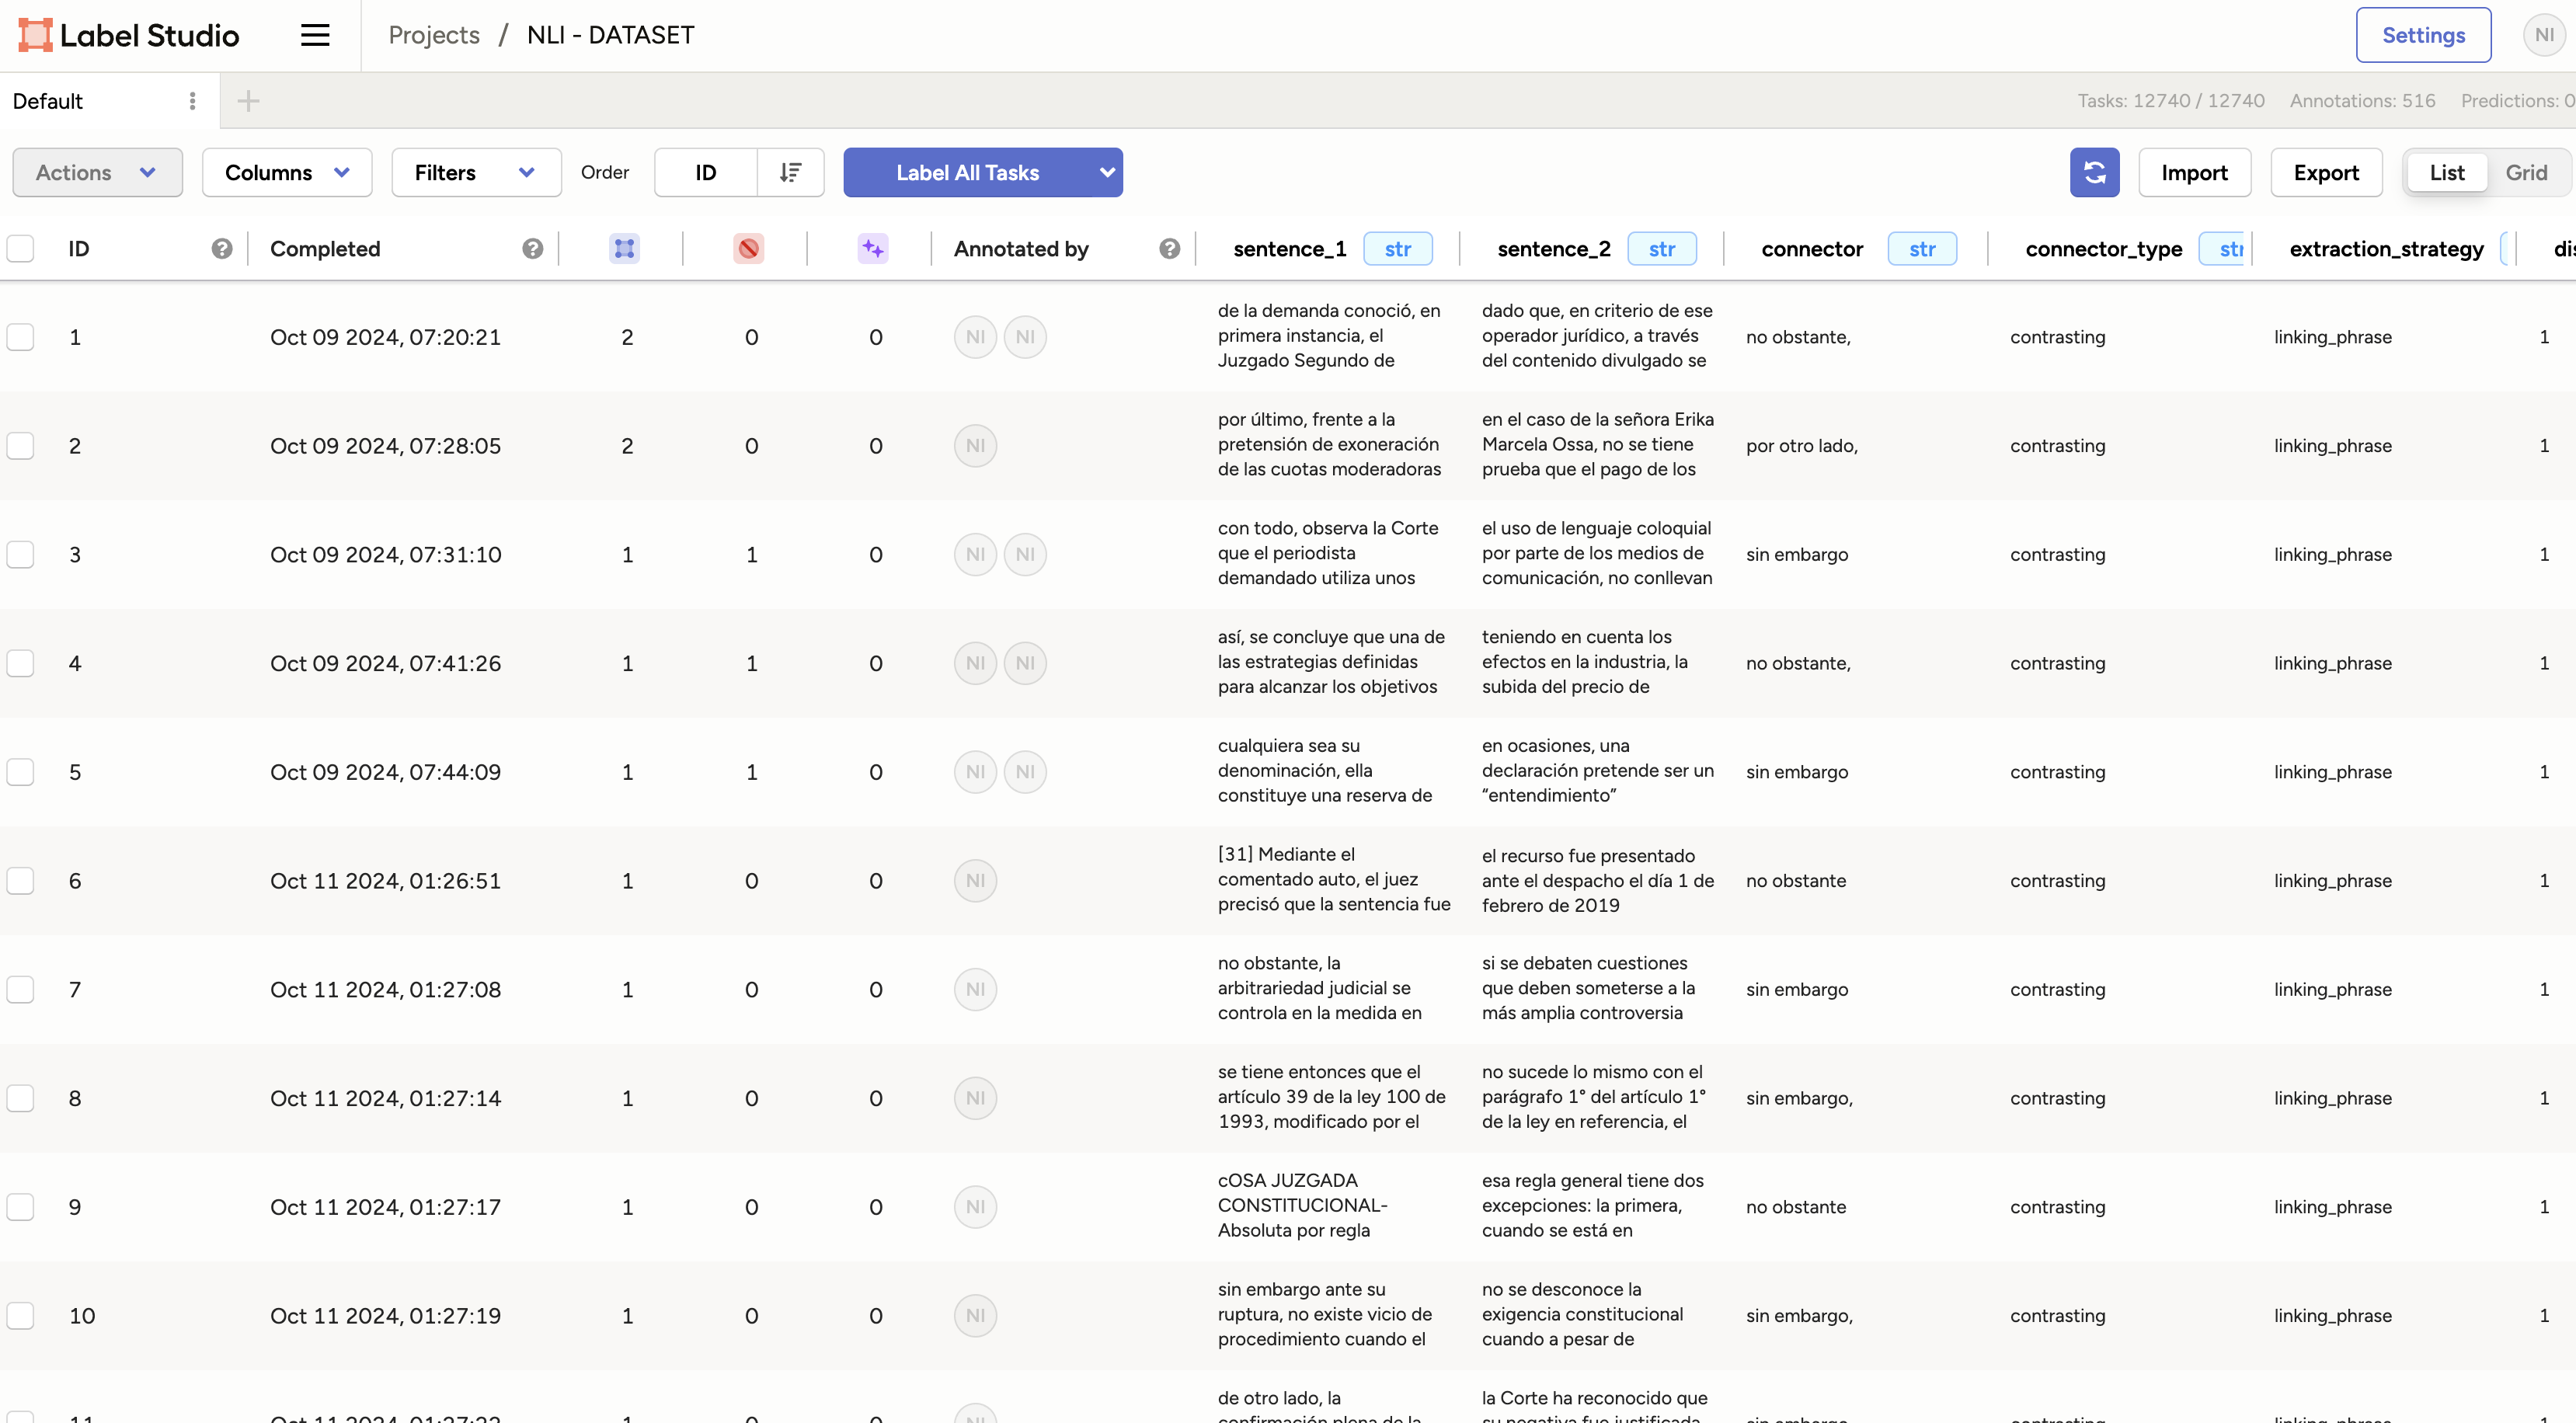 Label Studio
Projects / NLI - DATASET
Settings
NI
Default
Tasks: 12740 / 12740 Annotations: 516 Predictions: 0
Actions Columns Filters Order ID Label All Tasks Import Export List Grid
ID Completed Annotated by sentence_1 str sentence_2 str connector str connector_type str extraction_strategy
1 Oct 09 2024, 07:20:21 2 0 0 NI NI
de la demanda conoció, en
primera instancia, el
Juzgado Segundo de
dado que, en criterio de ese
operador jurídico, a través
del contenido divulgado se
no obstante, contrasting linking_phrase 1
2 Oct 09 2024, 07:28:05 2 0 0 NI
por último, frente a la
pretensión de exoneración
de las cuotas moderadoras
en el caso de la señora Erika
Marcela Ossa, no se tiene
prueba que el pago de los
por otro lado, contrasting linking_phrase 1
3 Oct 09 2024, 07:31:10 1 1 0 NI NI
con todo, observa la Corte
que el periodista
demandado utiliza unos
el uso de lenguaje coloquial
por parte de los medios de
comunicación, no conllevan
sin embargo contrasting linking_phrase 1
4 Oct 09 2024, 07:41:26 1 1 0 NI NI
así, se concluye que una de
las estrategias definidas
para alcanzar los objetivos
teniendo en cuenta los
efectos en la industria, la
subida del precio de
no obstante, contrasting linking_phrase 1
5 Oct 09 2024, 07:44:09 1 1 0 NI NI
cualquiera sea su
denominación, ella
constituye una reserva de
en ocasiones, una
declaración pretende ser un
“entendimiento”
sin embargo contrasting linking_phrase 1
6 Oct 11 2024, 01:26:51 1 0 0 NI
[31] Mediante el
comentado auto, el juez
precisó que la sentencia fue
el recurso fue presentado
ante el despacho el día 1 de
febrero de 2019
no obstante contrasting linking_phrase 1
7 Oct 11 2024, 01:27:08 1 0 0 NI
no obstante, la
arbitrariedad judicial se
controla en la medida en
si se debaten cuestiones
que deben someterse a la
más amplia controversia
sin embargo contrasting linking_phrase 1
8 Oct 11 2024, 01:27:14 1 0 0 NI
se tiene entonces que el
artículo 39 de la ley 100 de
1993, modificado por el
no sucede lo mismo con el
parágrafo 1° del artículo 1°
de la ley en referencia, el
sin embargo, contrasting linking_phrase 1
9 Oct 11 2024, 01:27:17 1 0 0 NI
cOSA JUZGADA
CONSTITUCIONAL-
Absoluta por regla
esa regla general tiene dos
excepciones: la primera,
cuando se está en
no obstante contrasting linking_phrase 1
10 Oct 11 2024, 01:27:19 1 0 0 NI
sin embargo ante su
ruptura, no existe vicio de
procedimiento cuando el
no se desconoce la
exigencia constitucional
cuando a pesar de
sin embargo, contrasting linking_phrase 1
de otro lado, la
la Corte ha reconocido que